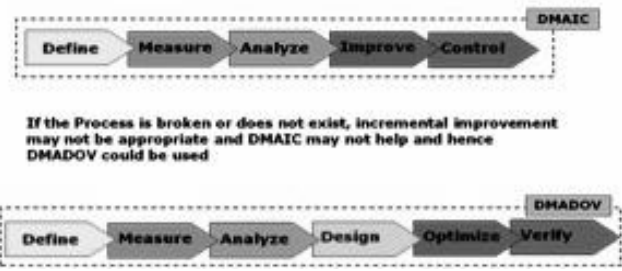 DMAIC
Define Measure Analyze Improve Control
If the Process is broken or does not exist, incremental improvement
may not be appropriate and DMAIC may not help and hence
DMADOV could be used
DMADOV
Define Measure Analyze Design Optimize Verify